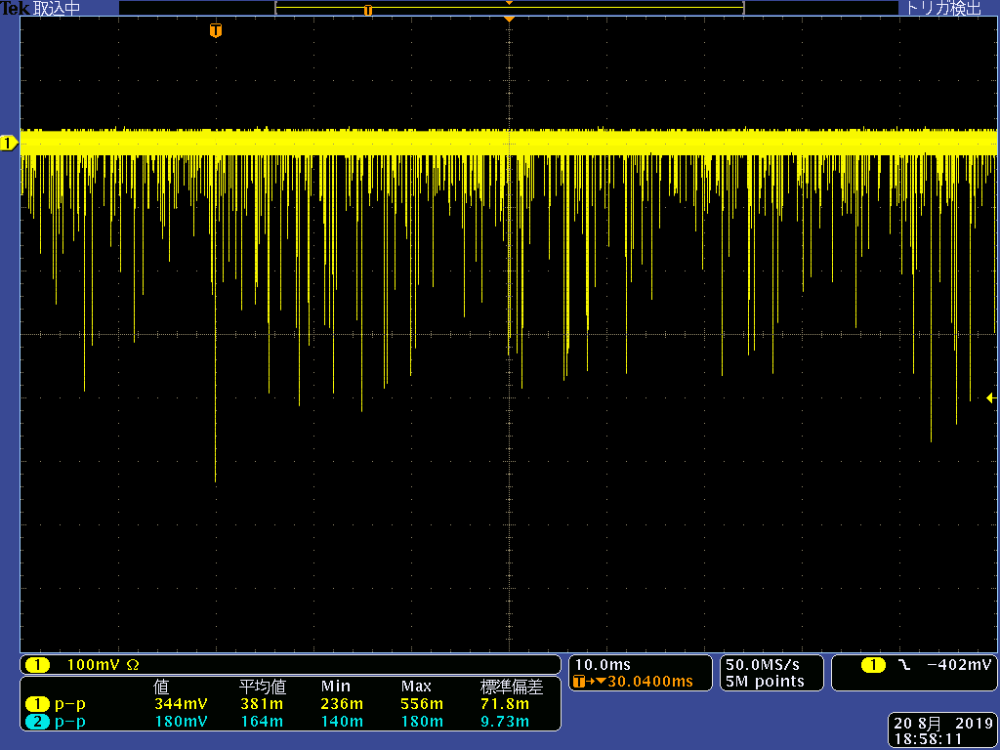 Tek 取込中
トリガ検出
T
T
1
1 100mV Ω
値 平均値 Min Max 標準偏差
1 p-p 344mV 381m 236m 556m 71.8m
2 p-p 180mV 164m 140m 180m 9.73m
10.0ms
T→▼30.0400ms
50.0MS/s
5M points
1 -402mV
20 8月 2019
18:58:11